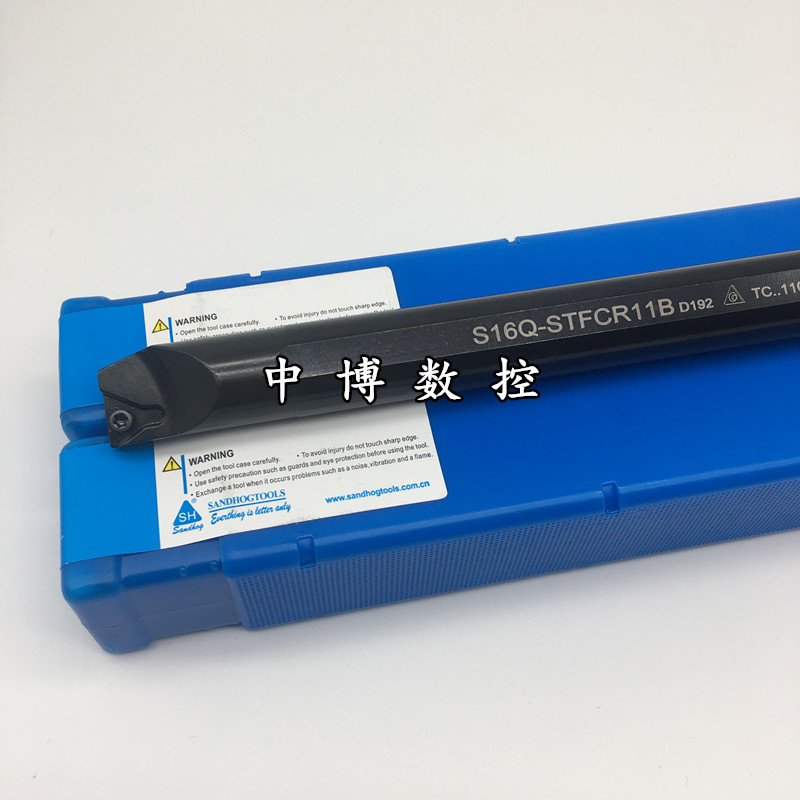 WARNING
• Open the tool case carefully. • To avoid injury do not touch sharp edge.
S16Q-STFCR11B D192 TC..110
中博数控
WARNING
• Open the tool case carefully. • To avoid injury do not touch sharp edge.
• Use safety precaution such as guards and eye protection before using the tool.
• Exchange a tool when it occurs problems such as a noise,vibration and a flame.
SH
Sandhog
®
SANDHOGTOOLS
Everthing is letter anly
www.sandhogtools.com.cn